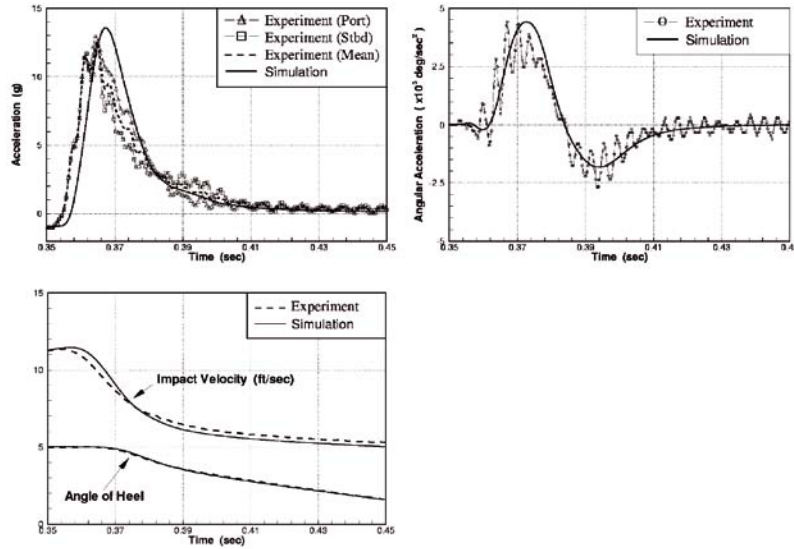 Experiment (Port)
Experiment (Stbd)
Experiment (Mean)
Simulation
Acceleration (g)
15
10
5
0
0.35
0.37
0.39
0.41
0.43
0.45
Time (sec)
Experiment
Simulation
Angular Acceleration ( x10³ deg/sec²)
5
2.5
0
-2.5
-5
0.35
0.37
0.39
0.41
0.43
0.4
Time (sec)
Experiment
Simulation
Impact Velocity (ft/sec)
Angle of Heel
15
10
5
0
0.35
0.37
0.39
0.41
0.43
0.45
Time (sec)